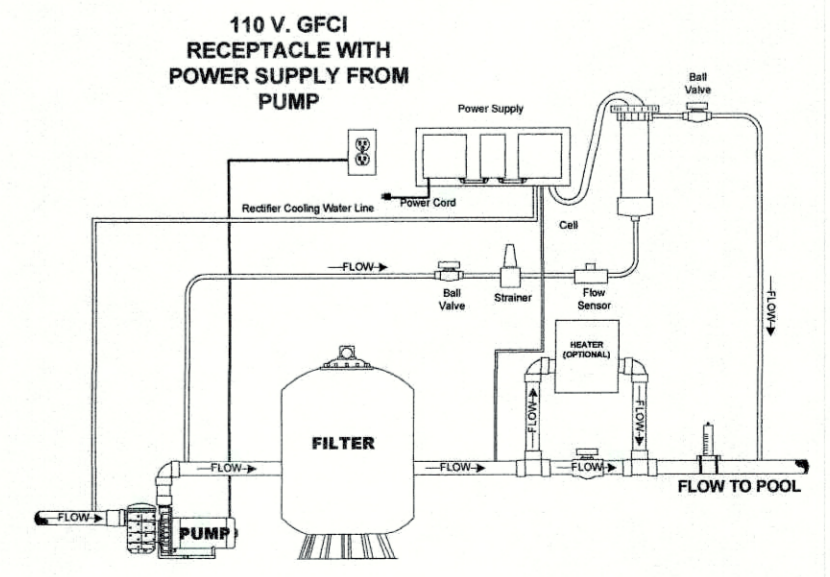 110 V. GFCI
RECEPTACLE WITH
POWER SUPPLY FROM
PUMP
Ball
Valve
Power Supply
Power Cord
Rectifier Cooling Water Line
Cell
FLOW
Ball
Valve
Strainer
Flow
Sensor
FLOW
HEATER
(OPTIONAL)
FLOW
FLOW
FILTER
FLOW
FLOW
FLOW
FLOW TO POOL
FLOW
PUMP